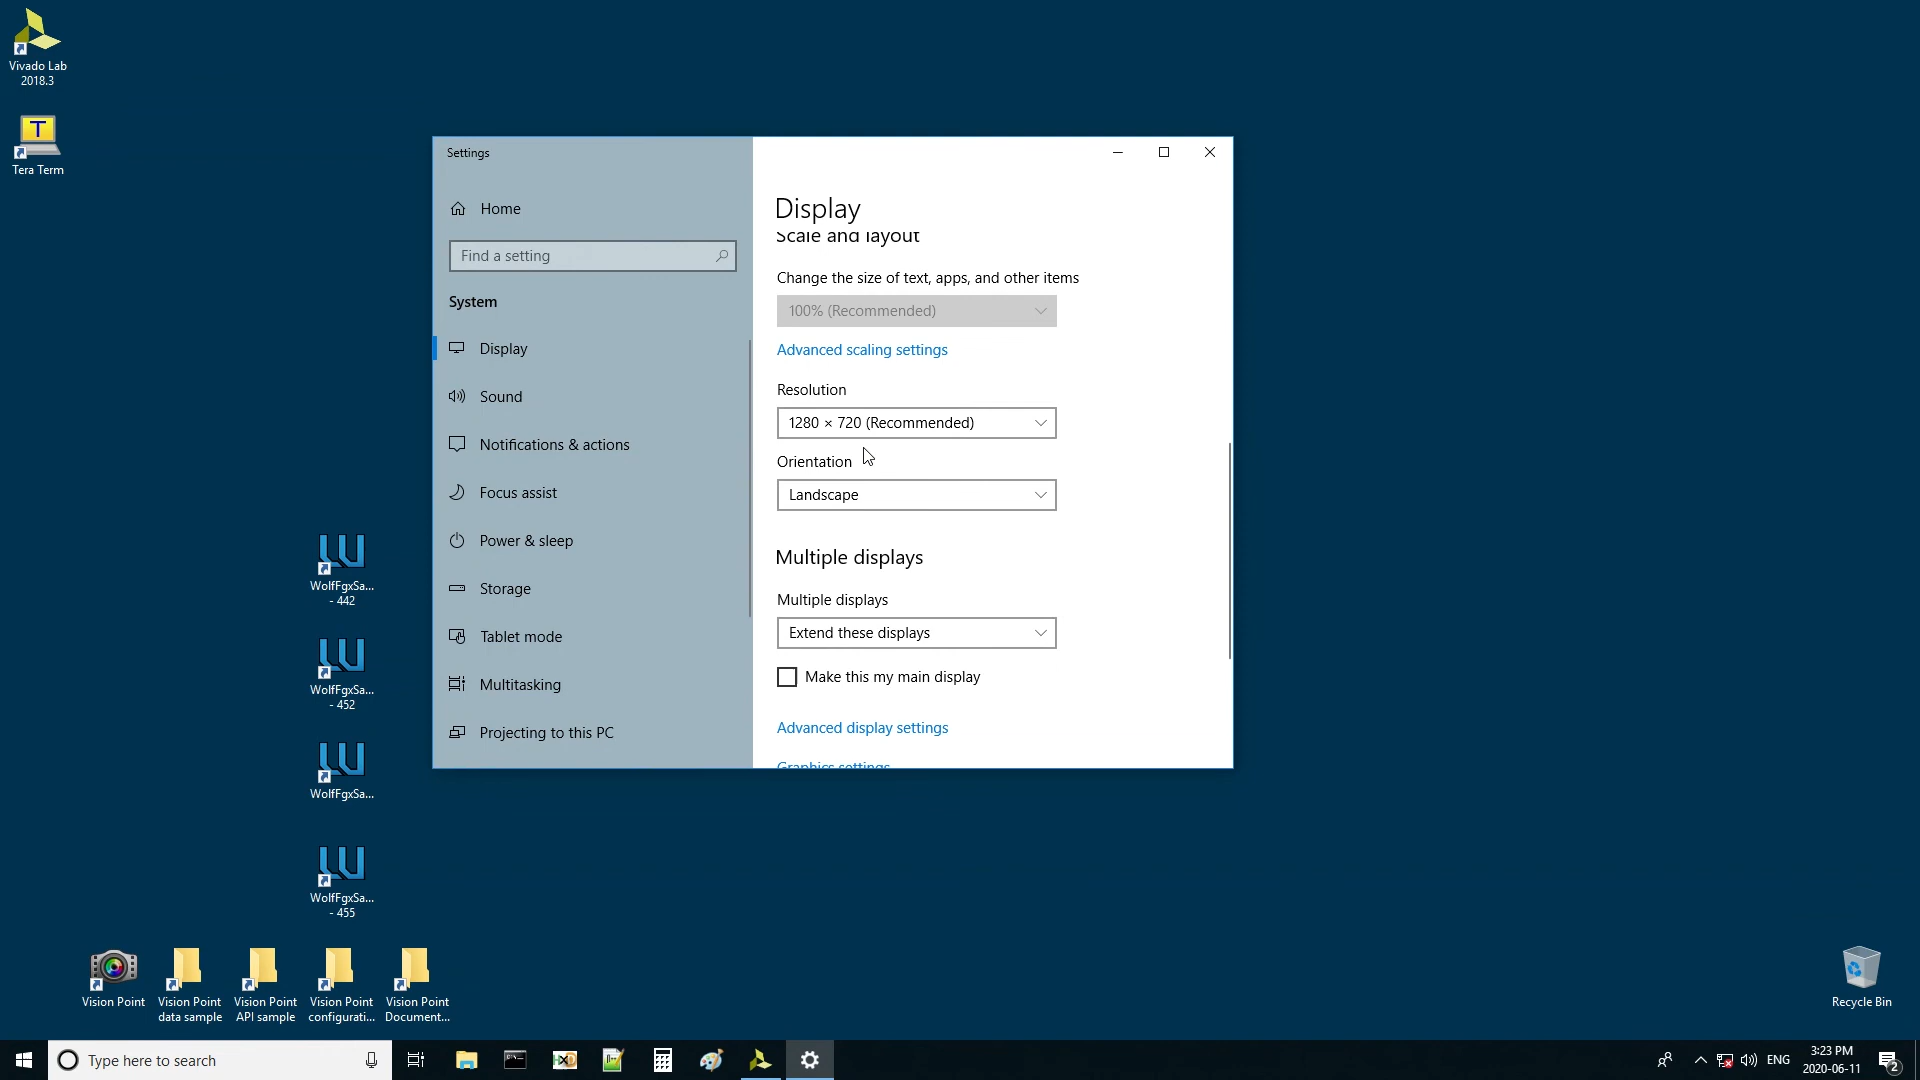 Vivado Lab
2018.3
Tera Term
Settings
Home
Find a setting
System
Display
Sound
Notifications & actions
Focus assist
Power & sleep
Storage
Tablet mode
Multitasking
Projecting to this PC
Display
Scale and layout
Change the size of text, apps, and other items
100% (Recommended)
Advanced scaling settings
Resolution
1280 × 720 (Recommended)
Orientation
Landscape
Multiple displays
Multiple displays
Extend these displays
Make this my main display
Advanced display settings
Graphics settings
WolfFgxSa...
- 442
WolfFgxSa...
- 452
WolfFgxSa...
WolfFgxSa...
- 455
Vision Point
Vision Point
data sample
Vision Point
API sample
Vision Point
configurati...
Vision Point
Document...
Recycle Bin
Type here to search
ENG
3:23 PM
2020-06-11
2